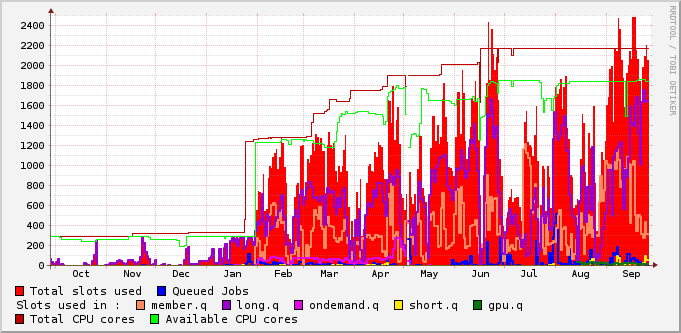 2400
2200
2000
1800
1600
1400
1200
1000
800
600
400
200
0
Oct Nov Dec Jan Feb Mar Apr May Jun Jul Aug Sep
Total slots used Queued Jobs
Slots used in : member.q long.q ondemand.q short.q gpu.q
Total CPU cores Available CPU cores
RRDTOOL / TOBI OETIKER